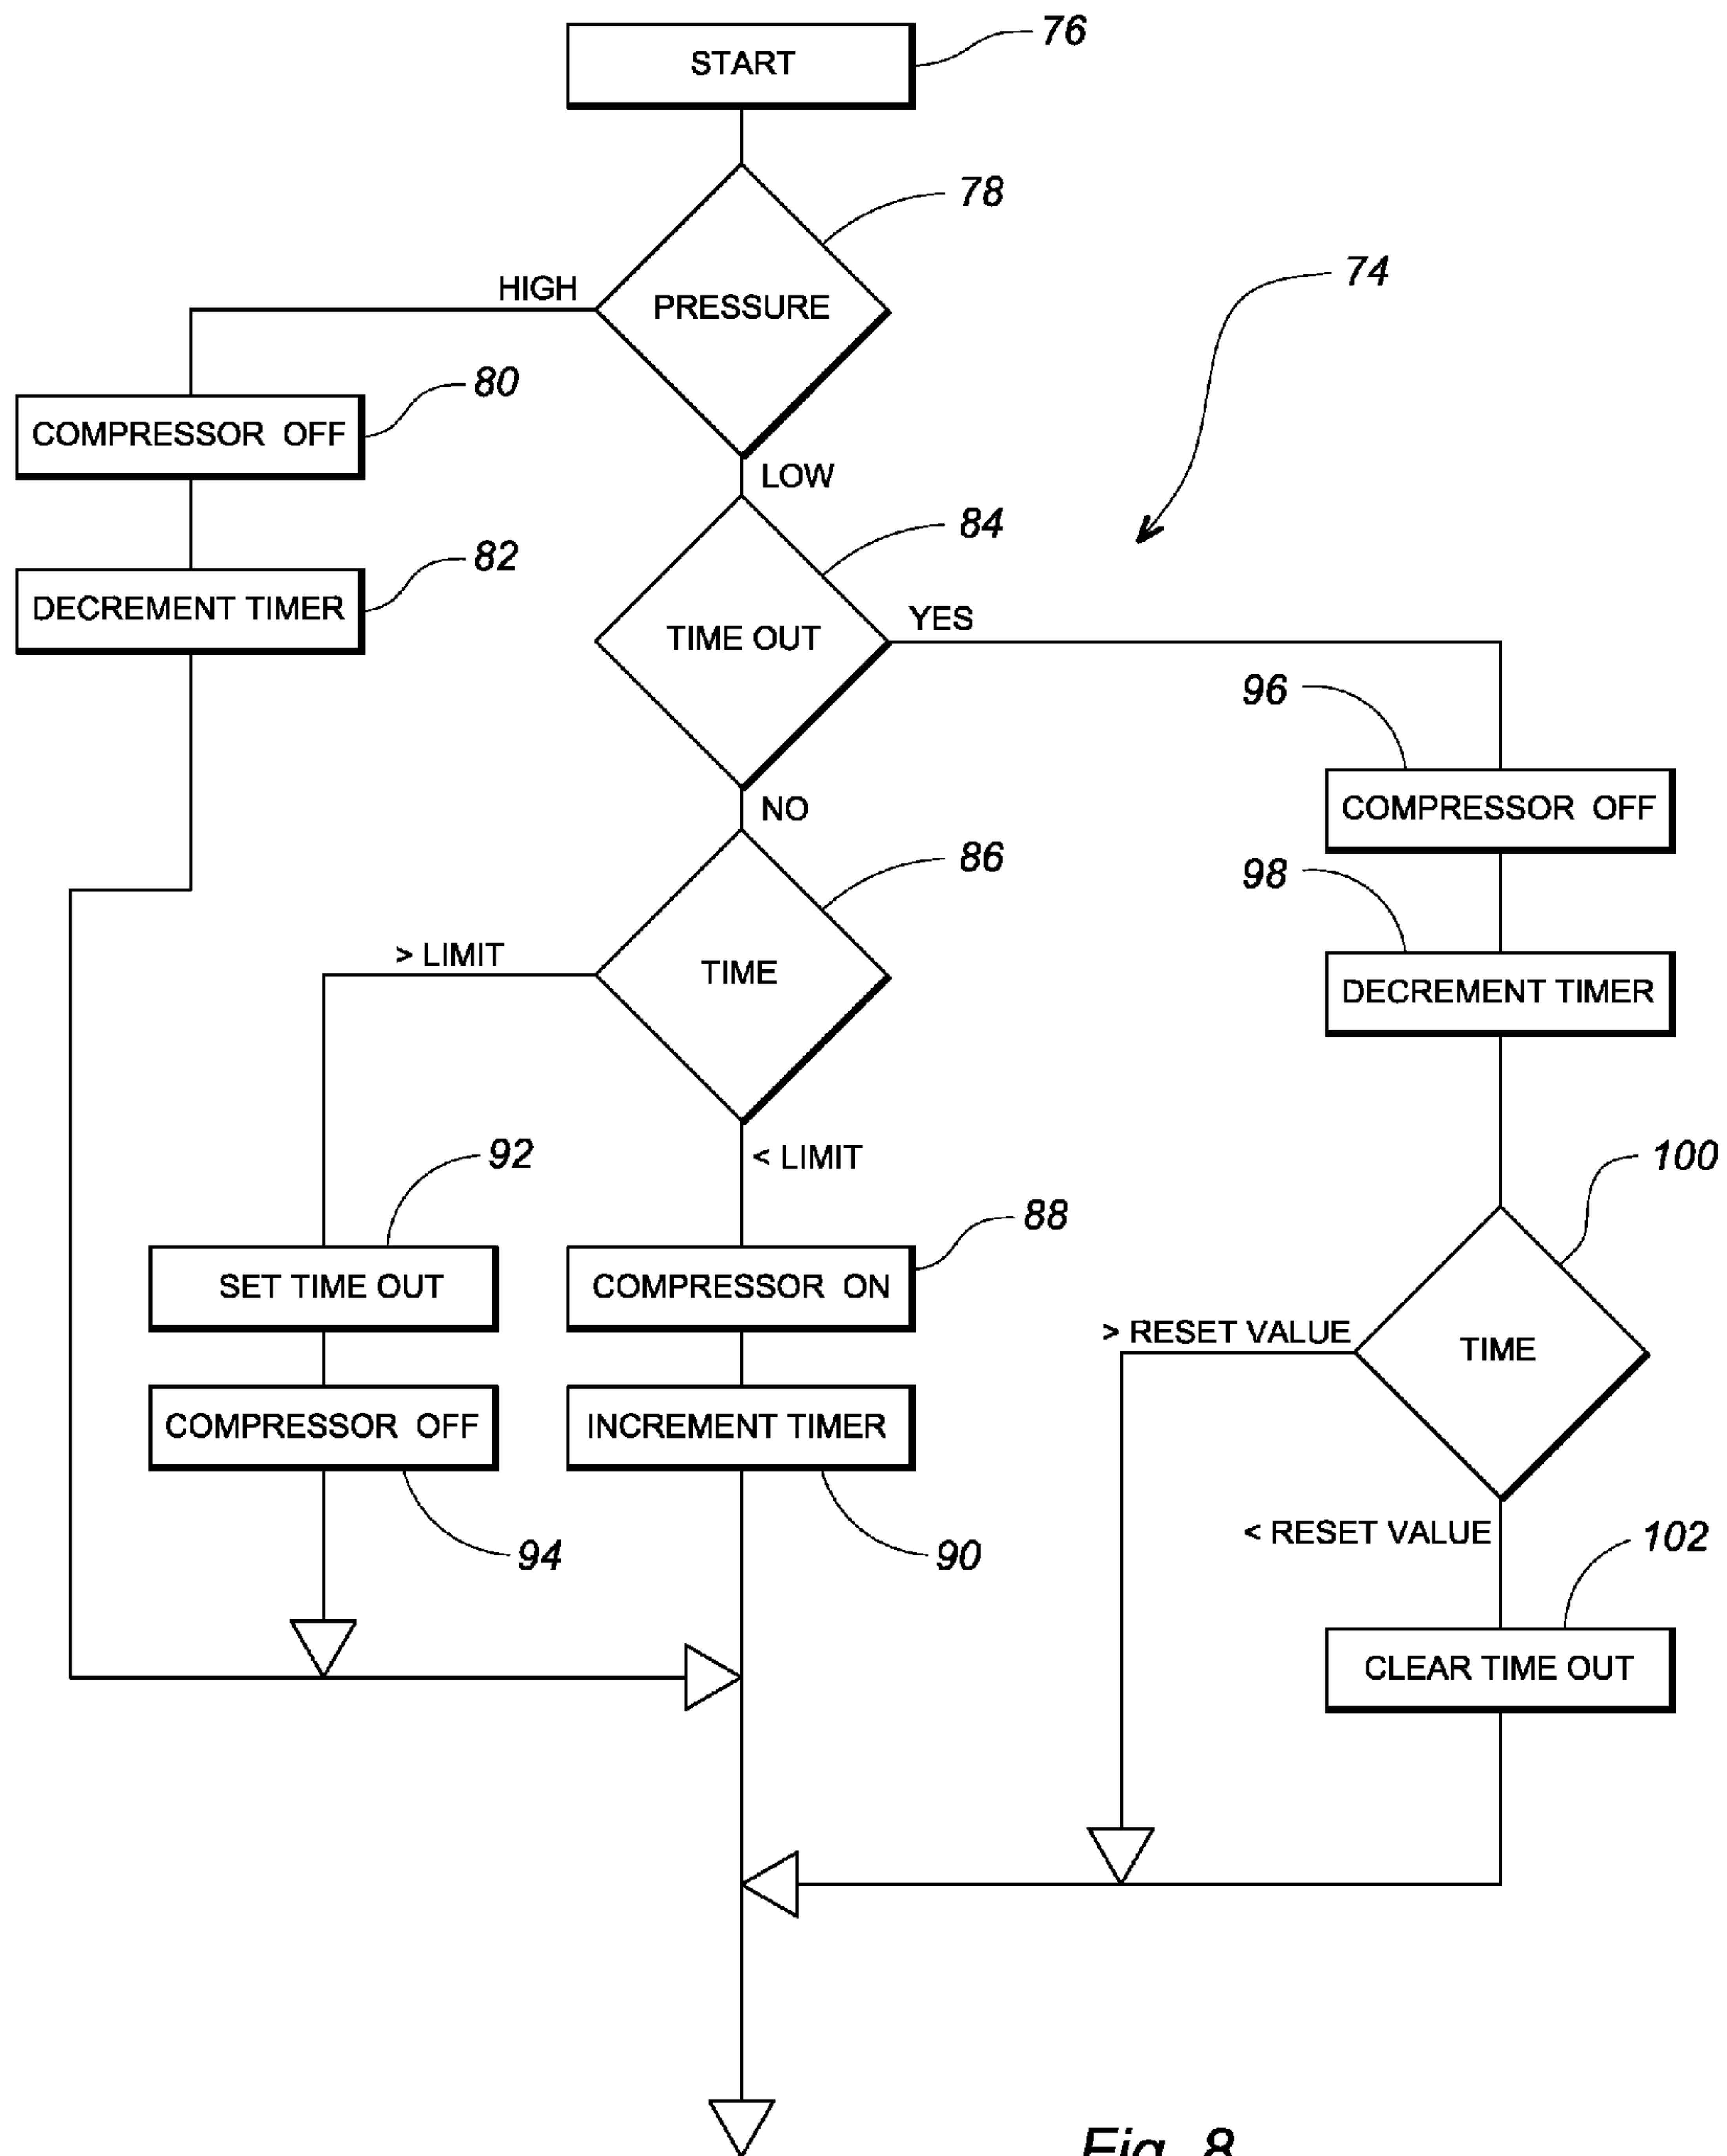 START
76
78
PRESSURE
HIGH
74
COMPRESSOR OFF
80
LOW
84
DECREMENT TIMER
82
TIME OUT
YES
96
COMPRESSOR OFF
NO
86
98
> LIMIT
TIME
DECREMENT TIMER
92
< LIMIT
100
88
SET TIME OUT
COMPRESSOR ON
> RESET VALUE
TIME
COMPRESSOR OFF
INCREMENT TIMER
94
90
< RESET VALUE
102
CLEAR TIME OUT
Fig. 8